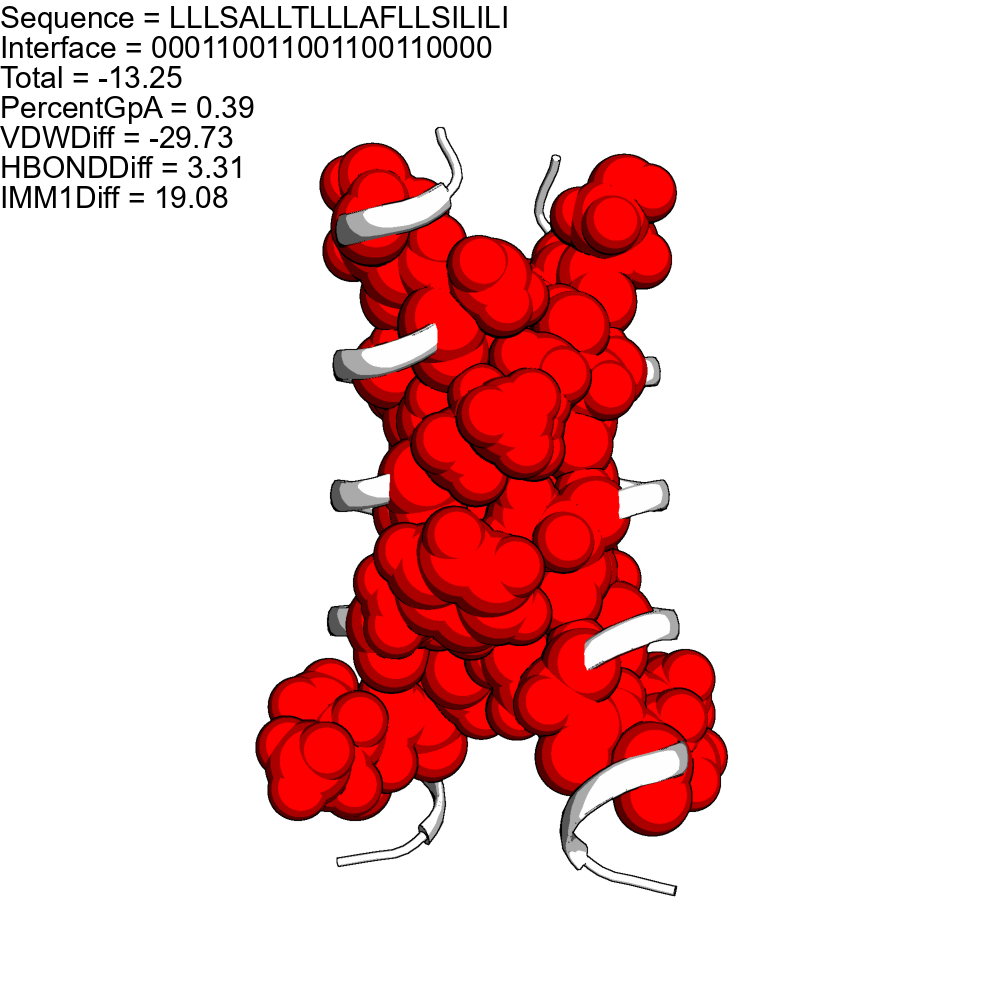 Sequence = LLLSALLTLLLAFLLSILILI
Interface = 000110011001100110000
Total = -13.25
PercentGpA = 0.39
VDWDiff = -29.73
HBONDDiff = 3.31
IMM1Diff = 19.08